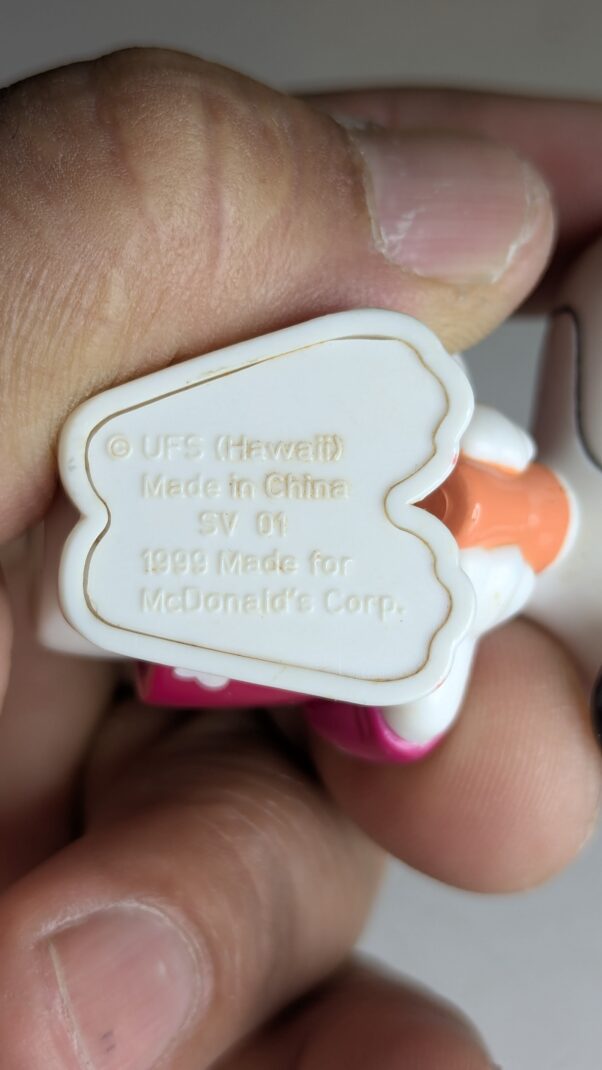 © UFS (Hawaii)
Made in China
SV 01
1999 Made for
McDonald's Corp.